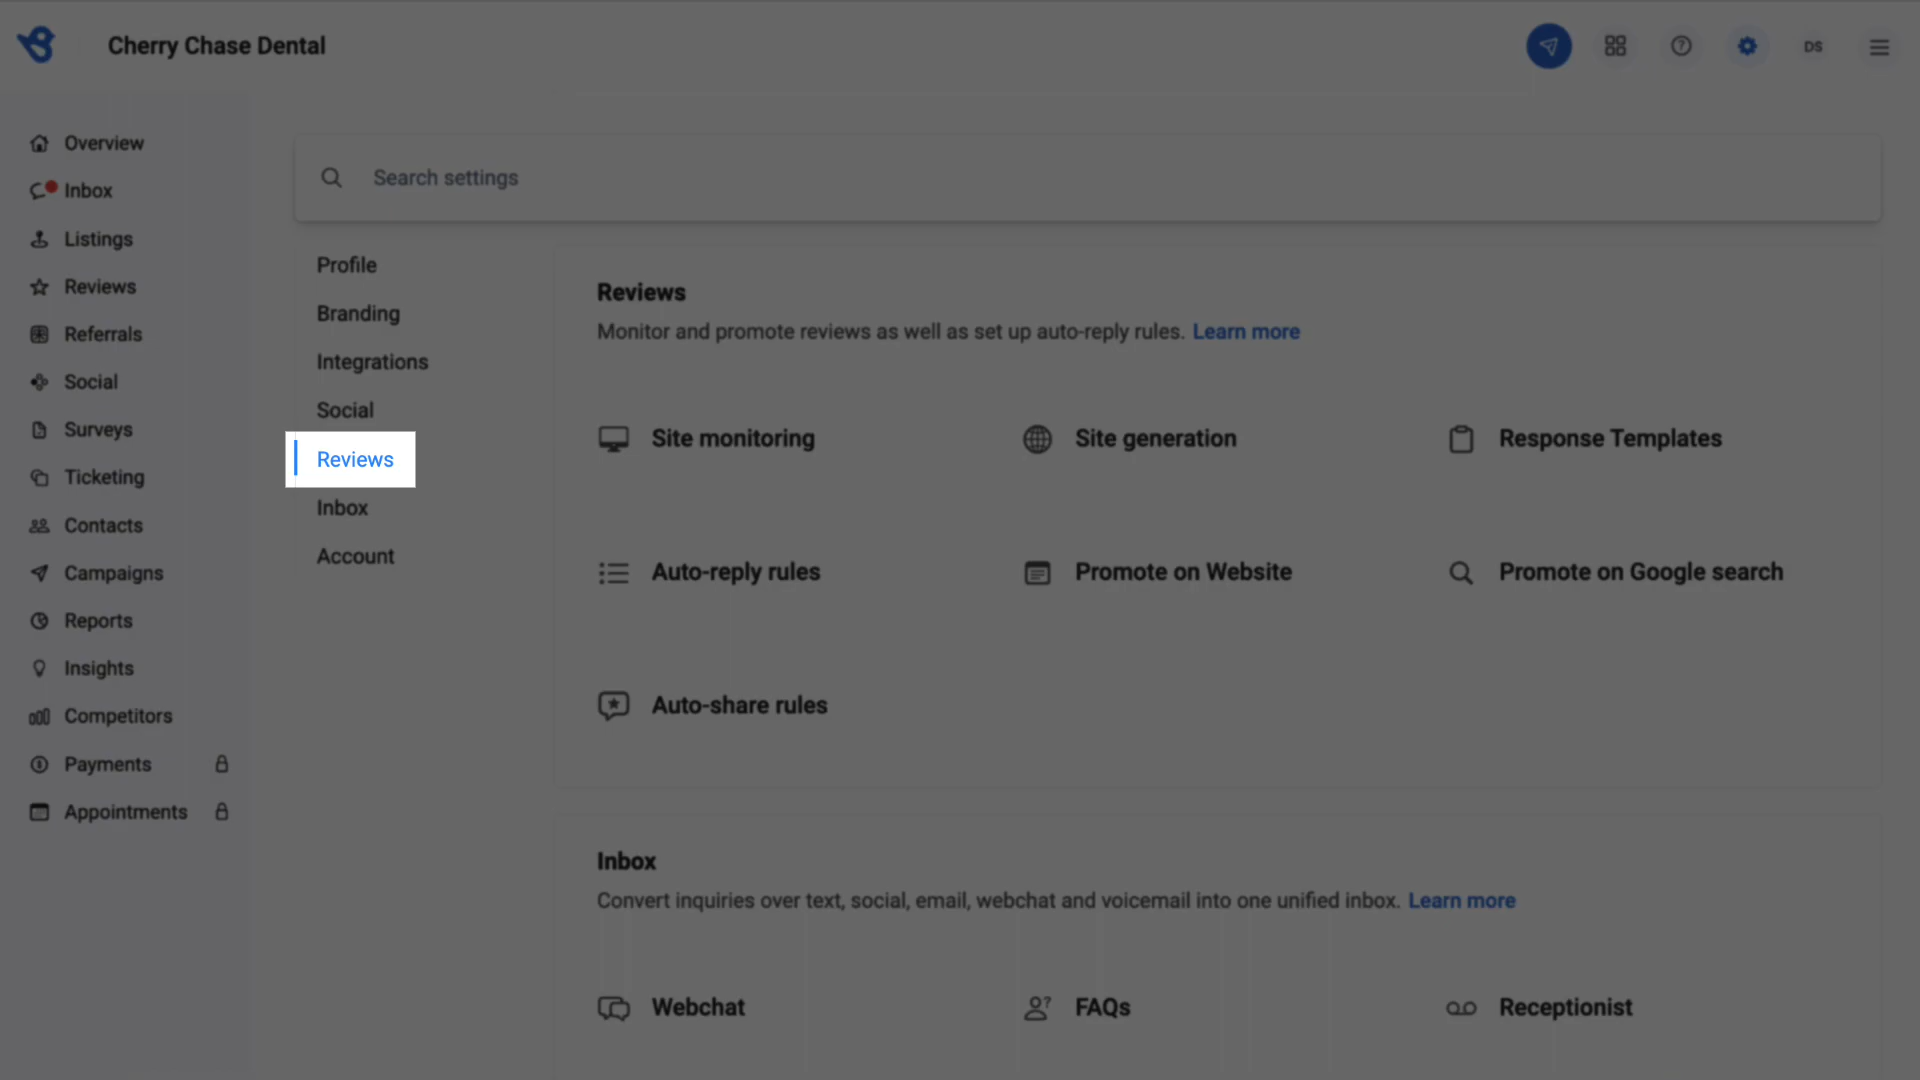 Cherry Chase Dental
DS
Overview
Inbox
Listings
Reviews
Referrals
Social
Surveys
Ticketing
Contacts
Campaigns
Reports
Insights
Competitors
Payments
Appointments
Search settings
Profile
Branding
Integrations
Social
Reviews
Inbox
Account
Reviews
Monitor and promote reviews as well as set up auto-reply rules. Learn more
Site monitoring
Site generation
Response Templates
Auto-reply rules
Promote on Website
Promote on Google search
Auto-share rules
Inbox
Convert inquiries over text, social, email, webchat and voicemail into one unified inbox. Learn more
Webchat
FAQs
Receptionist